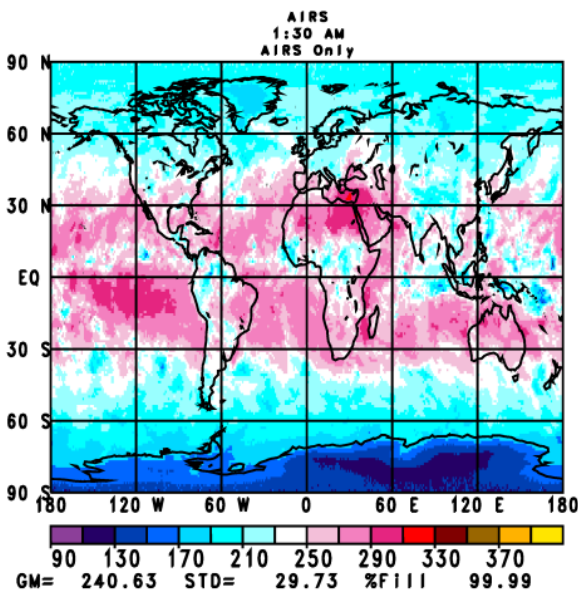 AIRS
1:30 AM
AIRS Only
90 N
60 N
30 N
EQ
30 S
60 S
90 S
180 120 W 60 W 0 60 E 120 E 180
90 130 170 210 250 290 330 370
GM= 240.63 STD= 29.73 %Fill 99.99